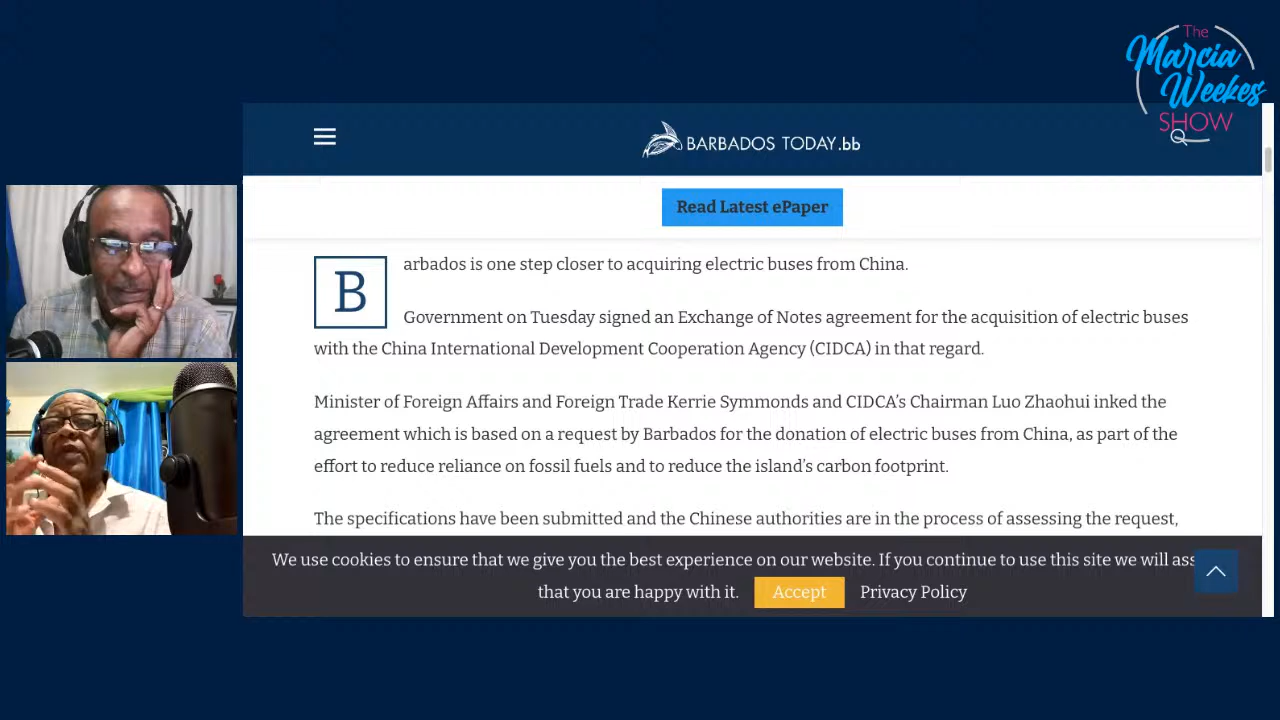 The
Marcia
Weekes
SHOW
BARBADOS TODAY.bb
Read Latest ePaper
Barbados is one step closer to acquiring electric buses from China.
Government on Tuesday signed an Exchange of Notes agreement for the acquisition of electric buses
with the China International Development Cooperation Agency (CIDCA) in that regard.
Minister of Foreign Affairs and Foreign Trade Kerrie Symmonds and CIDCA’s Chairman Luo Zhaohui inked the
agreement which is based on a request by Barbados for the donation of electric buses from China, as part of the
effort to reduce reliance on fossil fuels and to reduce the island’s carbon footprint.
The specifications have been submitted and the Chinese authorities are in the process of assessing the request,
We use cookies to ensure that we give you the best experience on our website. If you continue to use this site we will ass
that you are happy with it. Accept Privacy Policy